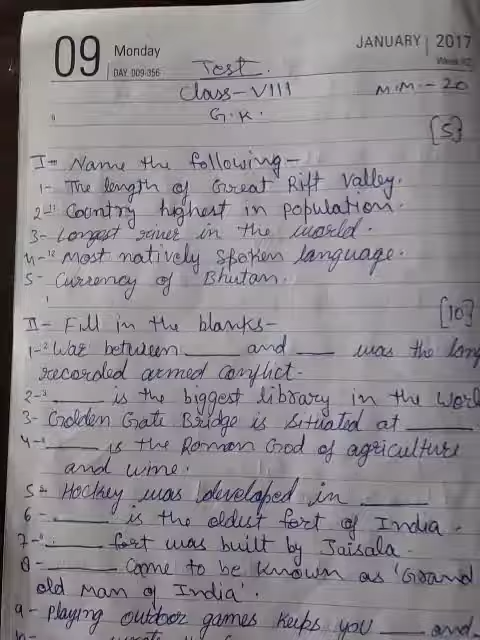 09 Monday
DAY 009-356
JANUARY 2017
Test
Class-VIII
M.M.-20
G.K.
[5]
I- Name the following-
1- The length of Great Rift Valley.
2- Country highest in population.
3- Longest river in the world.
4- Most natively spoken language.
5- Currency of Bhutan.
[10]
II- Fill in the blanks-
1- War between ____ and ____ was the long
recorded armed conflict.
2- ____ is the biggest library in the Worl
3- Golden Gate Bridge is situated at ____
4- ____ is the Roman God of agriculture
and wine.
5- Hockey was developed in ____
6- ____ is the oldest fort of India.
7- ____ fort was built by Jaisala.
8- ____ come to be known as 'Grand
old Man of India'.
9- Playing outdoor games keeps you ____ and